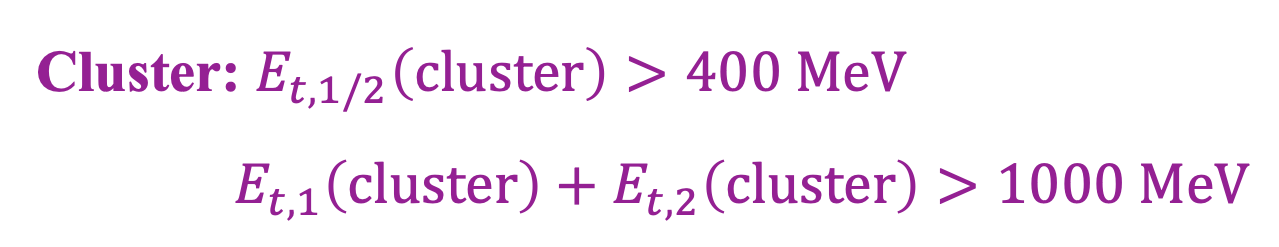 Cluster: E_{t,1/2}(cluster) > 400 MeV
E_{t,1}(cluster) + E_{t,2}(cluster) > 1000 MeV